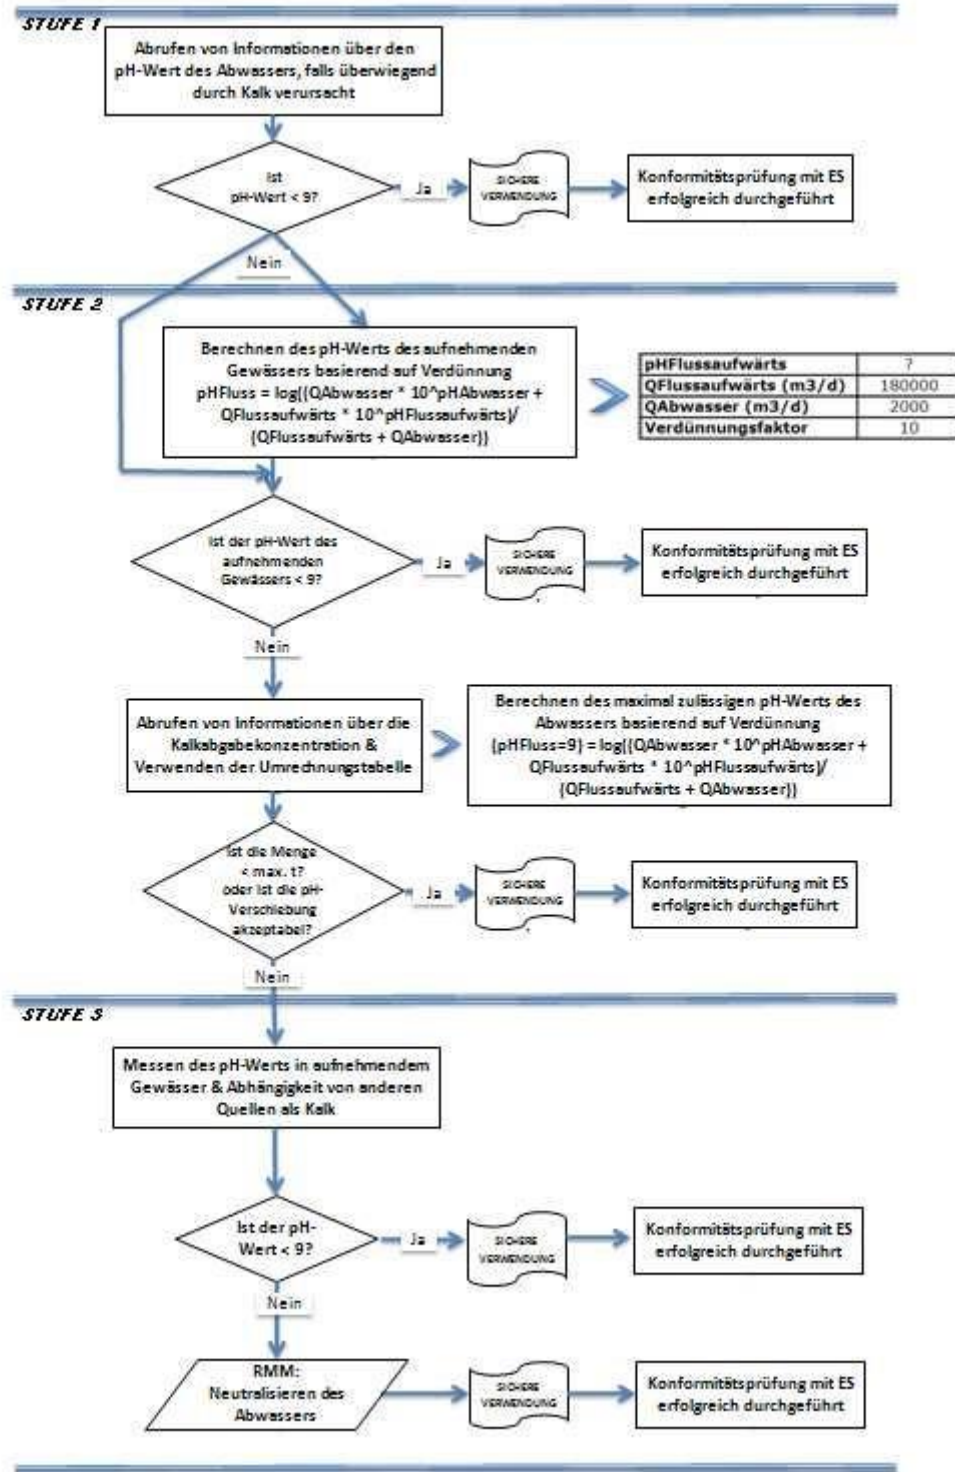 STUFE 1
Abrufen von Informationen über den
pH-Wert des Abwassers, falls überwiegend
durch Kalk verursacht
Ist
pH-Wert < 9?
Ja
SICHERE
VERWENDUNG
Konformitätsprüfung mit ES
erfolgreich durchgeführt
Nein
STUFE 2
Berechnen des pH-Werts des aufnehmenden
Gewässers basierend auf Verdünnung
pHFluss = log((QAbwasser * 10^pHAbwasser +
QFlussaufwärts * 10^pHFlussaufwärts)/
(QFlussaufwärts + QAbwasser))
pHFlussaufwärts ?
QFlussaufwärts (m3/d) 180000
QAbwasser (m3/d) 2000
Verdünnungsfaktor 10
Ist der pH-Wert des
aufnehmenden
Gewässers < 9?
Ja
SICHERE
VERWENDUNG
Konformitätsprüfung mit ES
erfolgreich durchgeführt
Nein
Abrufen von Informationen über die
Kalkabgabekonzentration &
Verwenden der Umrechnungstabelle
Berechnen des maximal zulässigen pH-Werts des
Abwassers basierend auf Verdünnung
(pHFluss=9) = log((QAbwasser * 10^pHAbwasser +
QFlussaufwärts * 10^pHFlussaufwärts)/
(QFlussaufwärts + QAbwasser))
Ist die Menge
< max. t?
oder ist die pH-
Verschiebung
akzeptabel?
Ja
SICHERE
VERWENDUNG
Konformitätsprüfung mit ES
erfolgreich durchgeführt
Nein
STUFE 3
Messen des pH-Werts in aufnehmendem
Gewässer & Abhängigkeit von anderen
Quellen als Kalk
Ist der pH-
Wert < 9?
Ja
SICHERE
VERWENDUNG
Konformitätsprüfung mit ES
erfolgreich durchgeführt
Nein
RMM:
Neutralisieren des
Abwassers
SICHERE
VERWENDUNG
Konformitätsprüfung mit ES
erfolgreich durchgeführt